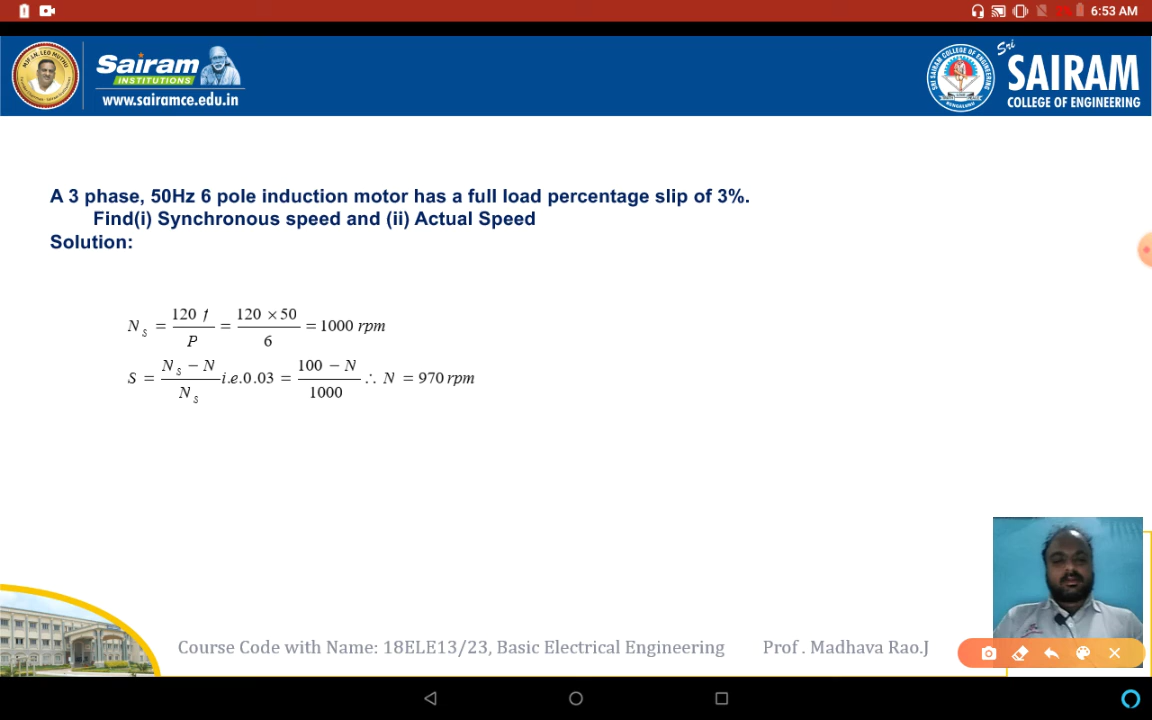 6:53 AM
Sairam
INSTITUTIONS
www.sairamce.edu.in
Sri
SAIRAM
COLLEGE OF ENGINEERING
A 3 phase, 50Hz 6 pole induction motor has a full load percentage slip of 3%.
Find(i) Synchronous speed and (ii) Actual Speed
Solution:
N_S = 120 f / P = 120 × 50 / 6 = 1000 rpm
S = N_S − N / N_S i.e.0.03 = 100 − N / 1000 ∴ N = 970 rpm
Course Code with Name: 18ELE13/23, Basic Electrical Engineering Prof . Madhava Rao.J